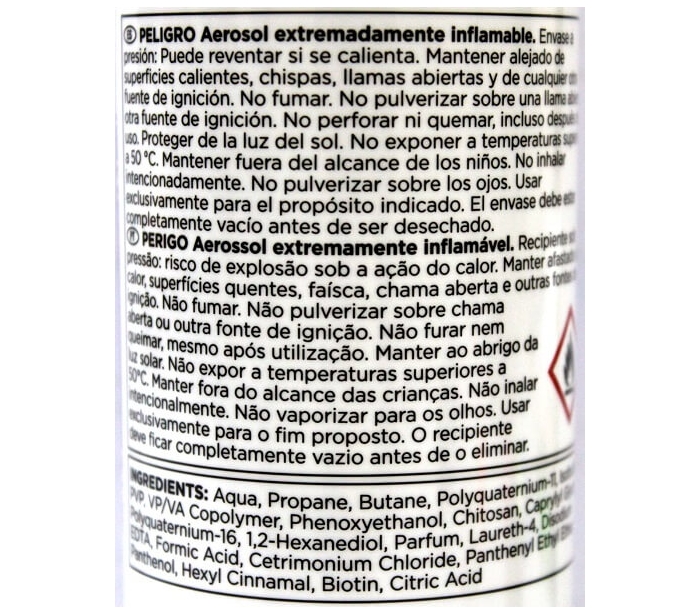 E PELIGRO Aerosol extremadamente inflamable. Envase a
presión: Puede reventar si se calienta. Mantener alejado de
superficies calientes, chispas, llamas abiertas y de cualquier
fuente de ignición. No fumar. No pulverizar sobre una llama
otra fuente de ignición. No perforar ni quemar, incluso después
uso. Proteger de la luz del sol. No exponer a temperaturas
a 50 °C. Mantener fuera del alcance de los niños. No inhalar
intencionadamente. No pulverizar sobre los ojos. Usar
exclusivamente para el propósito indicado. El envase debe
completamente vacío antes de ser desechado.
PERIGO Aerossol extremamente inflamável. Recipiente
pressão: risco de explosão sob a ação do calor. Manter afastado
calor, superfícies quentes, faísca, chama aberta e outras fontes
ignição. Não fumar. Não pulverizar sobre chama
aberta ou outra fonte de ignição. Não furar nem
queimar, mesmo após utilização. Manter ao abrigo da
luz solar. Não expor a temperaturas superiores a
50°C. Manter fora do alcance das crianças. Não inalar
intencionalmente. Não vaporizar para os olhos. Usar
exclusivamente para o fim proposto. O recipiente
deve ficar completamente vazio antes de o eliminar.
INGREDIENTS: Aqua, Propane, Butane, Polyquaternium-11,
PVP, VP/VA Copolymer, Phenoxyethanol, Chitosan,
Polyquaternium-16, 1,2-Hexanediol, Parfum, Laureth-4, Disodium
EDTA, Formic Acid, Cetrimonium Chloride, Panthenyl Ethyl
Panthenol, Hexyl Cinnamal, Biotin, Citric Acid